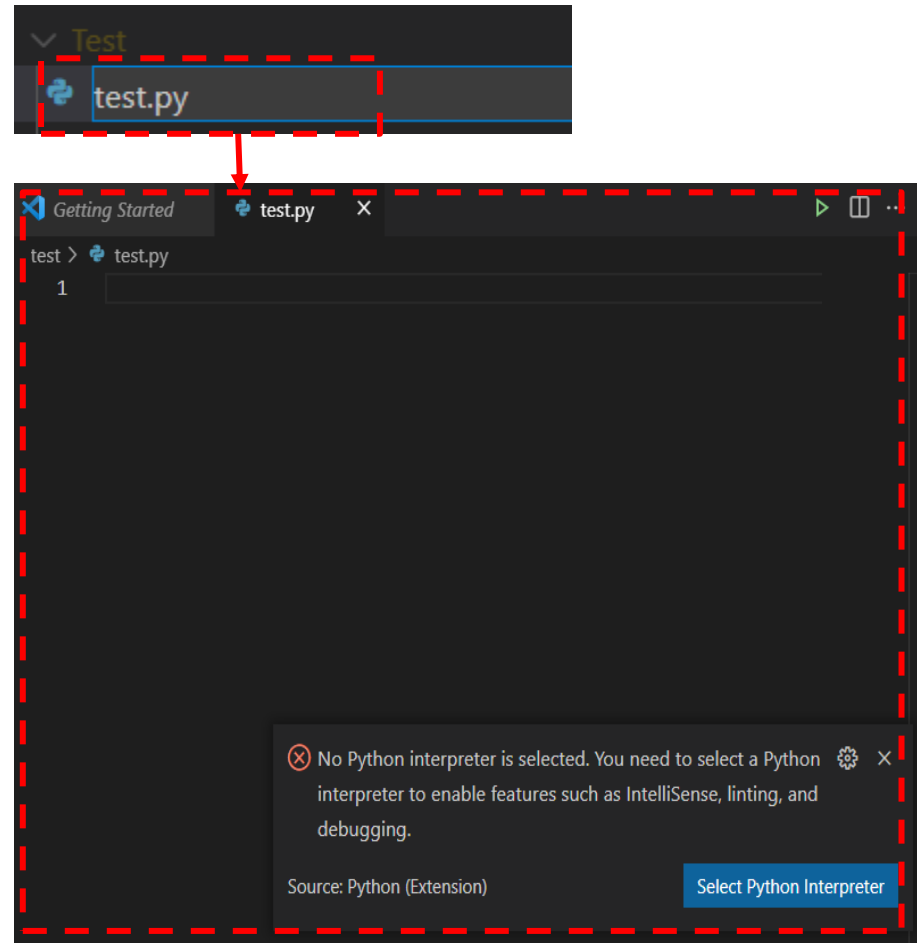 Test
test.py
Getting Started test.py
test > test.py
1
No Python interpreter is selected. You need to select a Python
interpreter to enable features such as IntelliSense, linting, and
debugging.
Source: Python (Extension) Select Python Interpreter